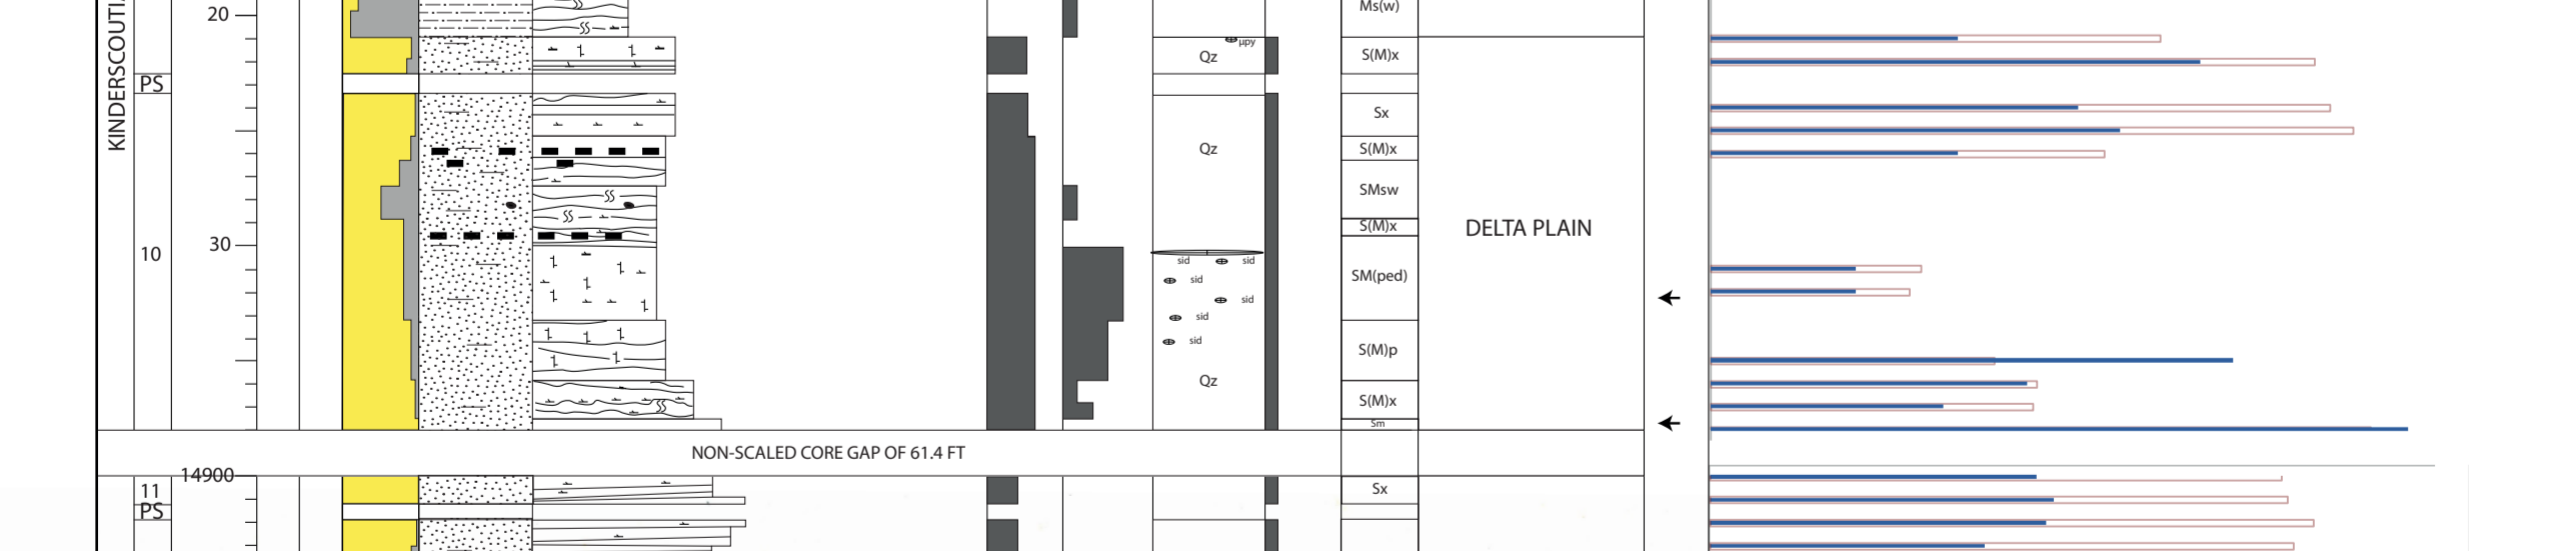 KINDERSCOUTI
20
Ms(w)
µpy
Qz
S(M)x
PS
Sx
Qz
S(M)x
SMsw
S(M)x
DELTA PLAIN
30
10
sid sid
sid
SM(ped)
sid
sid
sid
S(M)p
Qz
S(M)x
Sm
NON-SCALED CORE GAP OF 61.4 FT
14900
11
Sx
PS